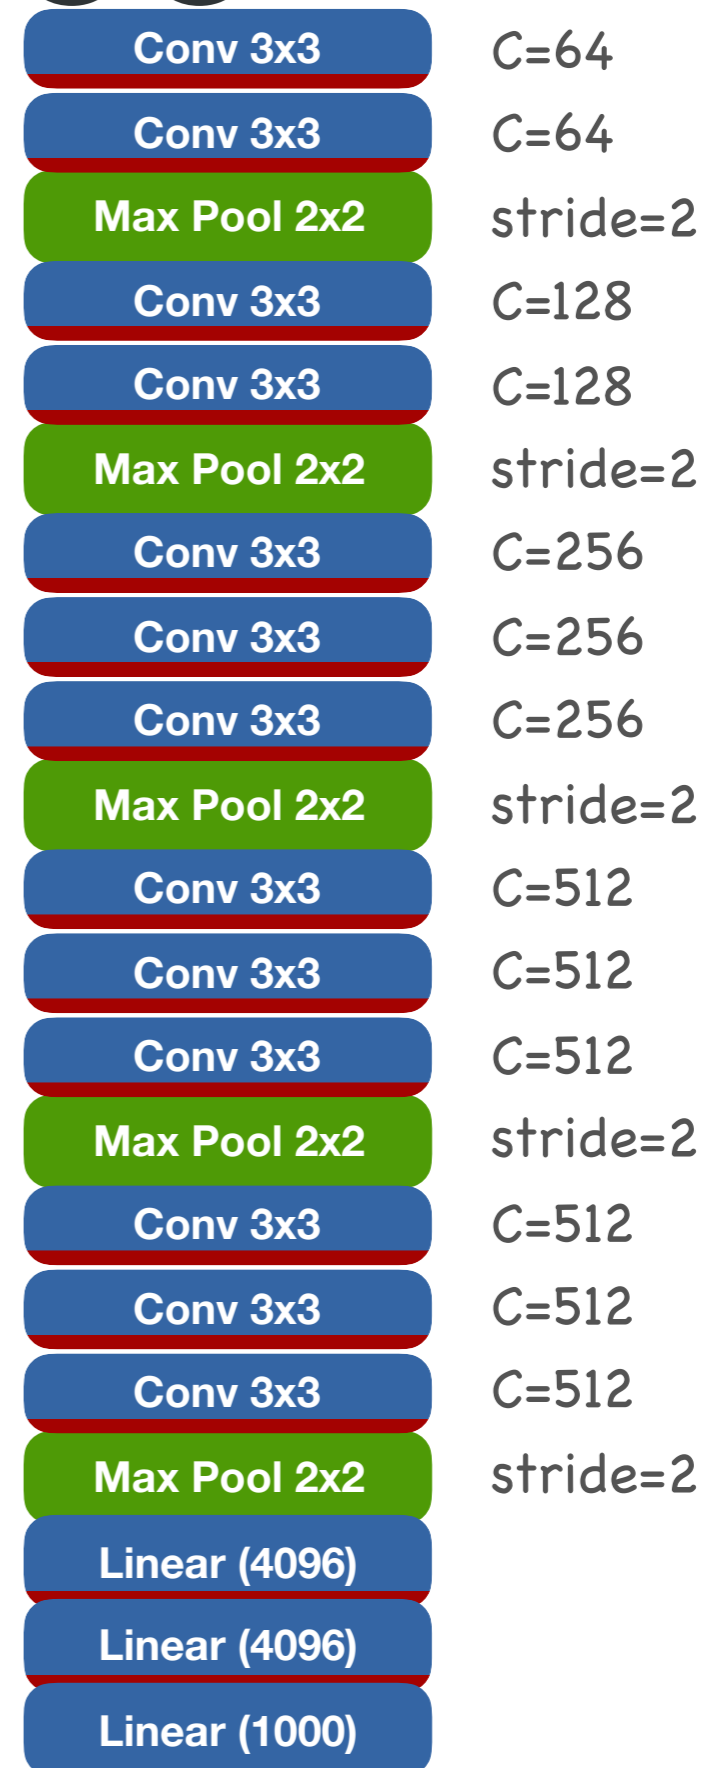 Conv 3x3 C=64
Conv 3x3 C=64
Max Pool 2x2 stride=2
Conv 3x3 C=128
Conv 3x3 C=128
Max Pool 2x2 stride=2
Conv 3x3 C=256
Conv 3x3 C=256
Conv 3x3 C=256
Max Pool 2x2 stride=2
Conv 3x3 C=512
Conv 3x3 C=512
Conv 3x3 C=512
Max Pool 2x2 stride=2
Conv 3x3 C=512
Conv 3x3 C=512
Conv 3x3 C=512
Max Pool 2x2 stride=2
Linear (4096)
Linear (4096)
Linear (1000)